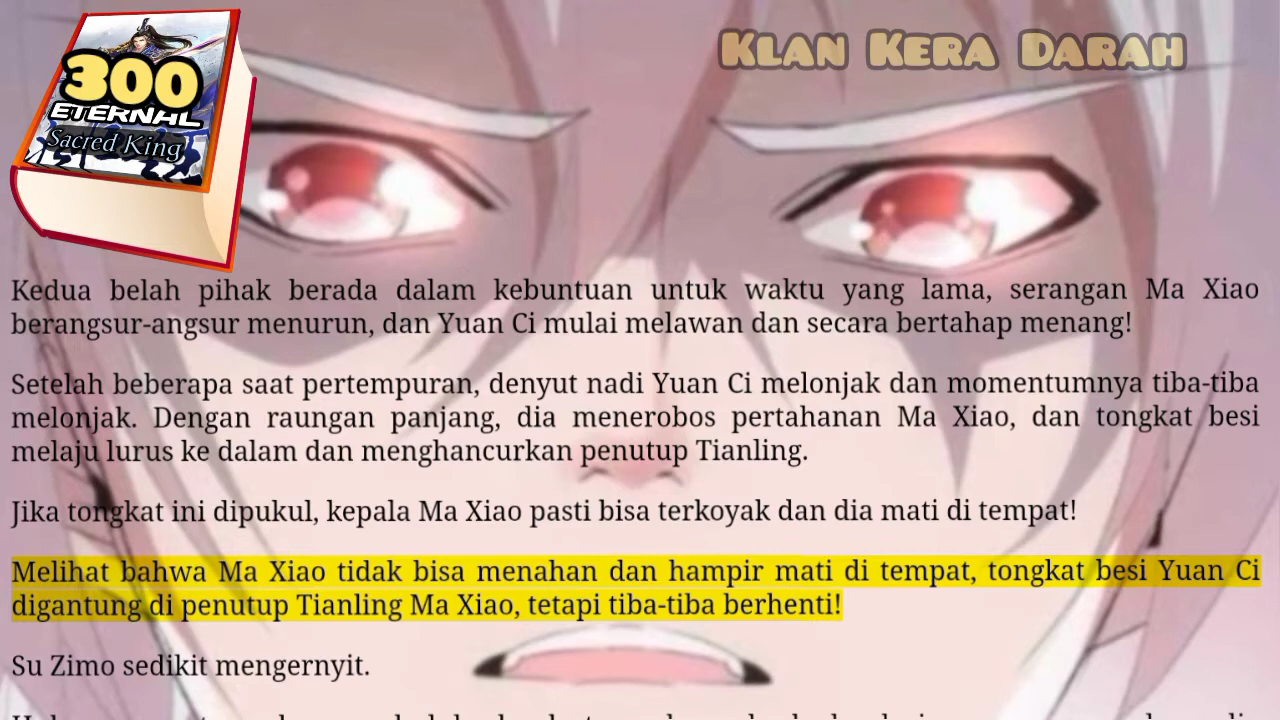 300
ETERNAL
Sacred King
Klan Kera Darah
Kedua belah pihak berada dalam kebuntuan untuk waktu yang lama, serangan Ma Xiao
berangsur-angsur menurun, dan Yuan Ci mulai melawan dan secara bertahap menang!
Setelah beberapa saat pertempuran, denyut nadi Yuan Ci melonjak dan momentumnya tiba-tiba
melonjak. Dengan raungan panjang, dia menerobos pertahanan Ma Xiao, dan tongkat besi
melaju lurus ke dalam dan menghancurkan penutup Tianling.
Jika tongkat ini dipukul, kepala Ma Xiao pasti bisa terkoyak dan dia mati di tempat!
Melihat bahwa Ma Xiao tidak bisa menahan dan hampir mati di tempat, tongkat besi Yuan Ci
digantung di penutup Tianling Ma Xiao, tetapi tiba-tiba berhenti!
Su Zimo sedikit mengernyit.